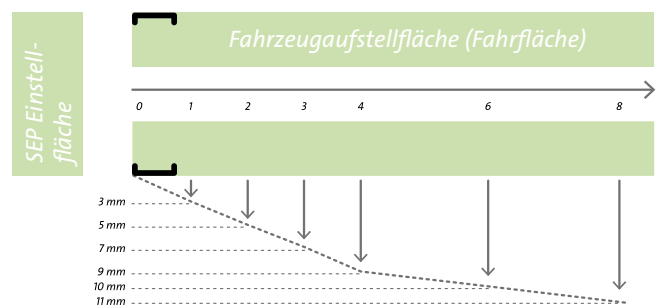 SEP Einstell-
fläche
Fahrzeugaufstellfläche (Fahrfläche)
0 1 2 3 4 6 8
3 mm
5 mm
7 mm
9 mm
10 mm
11 mm